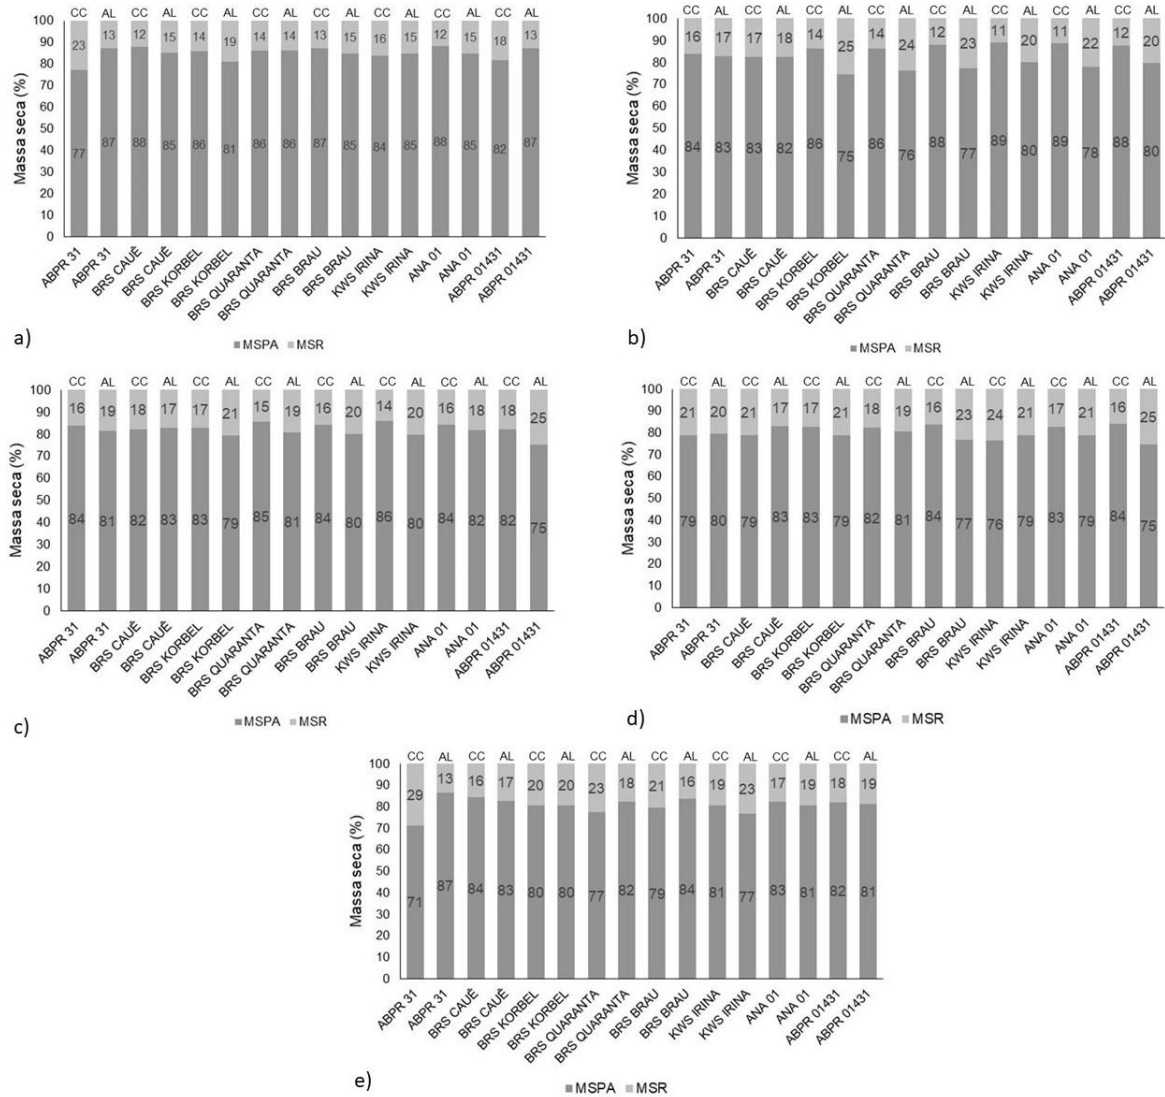 CC AL CC AL CC AL CC AL CC AL CC AL CC AL CC AL
Massa seca (%)
100
90
80
70
60
50
40
30
20
10
0
23 13 12 15 14 19 14 14 13 15 16 15 12 15 18 13
77 87 88 85 86 81 86 86 87 85 84 85 88 85 82 87
ABPR 31 ABPR 31 BRS CAUÊ BRS CAUÊ BRS KORBEL BRS KORBEL BRS QUARANTA BRS QUARANTA BRS BRAU BRS BRAU KWS IRINA KWS IRINA ANA 01 ANA 01 ABPR 01431 ABPR 01431
a)
MSPA MSR
CC AL CC AL CC AL CC AL CC AL CC AL CC AL CC AL
Massa seca (%)
100
90
80
70
60
50
40
30
20
10
0
16 17 17 18 14 25 14 24 12 23 11 20 11 22 12 20
84 83 83 82 86 75 86 76 88 77 89 80 89 78 88 80
ABPR 31 ABPR 31 BRS CAUÊ BRS CAUÊ BRS KORBEL BRS KORBEL BRS QUARANTA BRS QUARANTA BRS BRAU BRS BRAU KWS IRINA KWS IRINA ANA 01 ANA 01 ABPR 01431 ABPR 01431
b)
MSPA MSR
CC AL CC AL CC AL CC AL CC AL CC AL CC AL CC AL
Massa seca (%)
100
90
80
70
60
50
40
30
20
10
0
16 19 18 17 17 21 15 19 16 20 14 20 16 18 18 25
84 81 82 83 83 79 85 81 84 80 86 80 84 82 82 75
ABPR 31 ABPR 31 BRS CAUÊ BRS CAUÊ BRS KORBEL BRS KORBEL BRS QUARANTA BRS QUARANTA BRS BRAU BRS BRAU KWS IRINA KWS IRINA ANA 01 ANA 01 ABPR 01431 ABPR 01431
c)
MSPA MSR
CC AL CC AL CC AL CC AL CC AL CC AL CC AL CC AL
Massa seca (%)
100
90
80
70
60
50
40
30
20
10
0
21 20 21 17 17 21 18 19 16 23 24 21 17 21 16 25
79 80 79 83 83 79 82 81 84 77 76 79 83 79 84 75
ABPR 31 ABPR 31 BRS CAUÊ BRS CAUÊ BRS KORBEL BRS KORBEL BRS QUARANTA BRS QUARANTA BRS BRAU BRS BRAU KWS IRINA KWS IRINA ANA 01 ANA 01 ABPR 01431 ABPR 01431
d)
MSPA MSR
CC AL CC AL CC AL CC AL CC AL CC AL CC AL CC AL
Massa seca (%)
100
90
80
70
60
50
40
30
20
10
0
29 13 16 17 20 20 23 18 21 16 19 23 17 19 18 19
71 87 84 83 80 80 77 82 79 84 81 77 83 81 82 81
ABPR 31 ABPR 31 BRS CAUÊ BRS CAUÊ BRS KORBEL BRS KORBEL BRS QUARANTA BRS QUARANTA BRS BRAU BRS BRAU KWS IRINA KWS IRINA ANA 01 ANA 01 ABPR 01431 ABPR 01431
e)
MSPA MSR